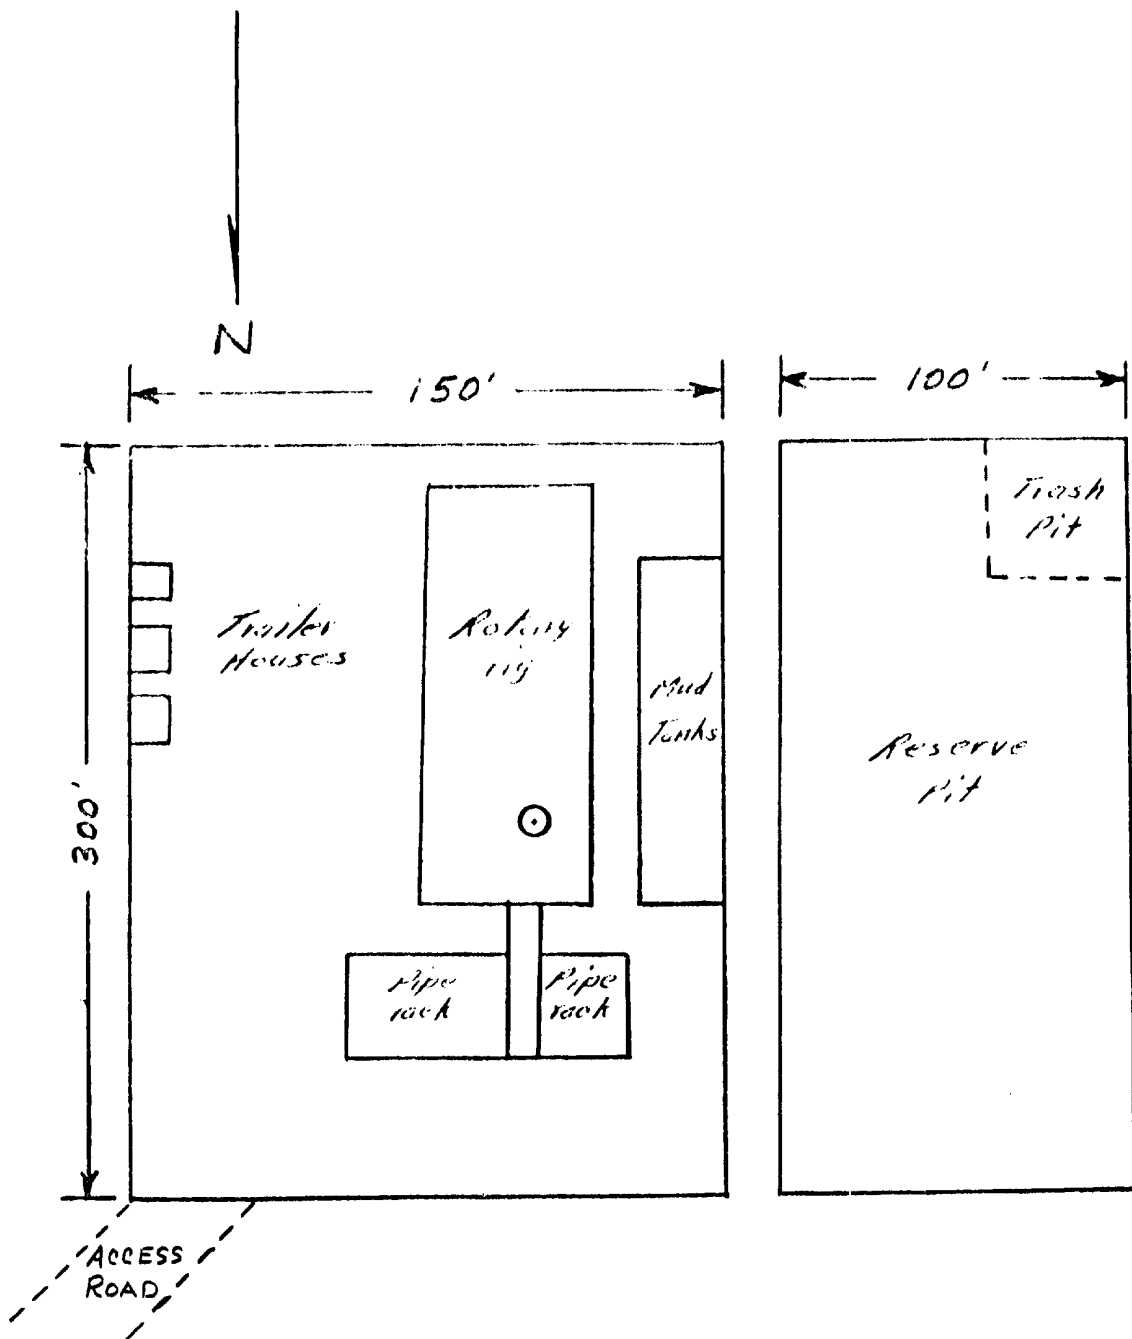 N
150'
100'
Trash
Pit
Trailer
Houses
Rotary
rig
Mud
Tanks
Reserve
Pit
300'
Pipe
rack
Pipe
rack
ACCESS
ROAD